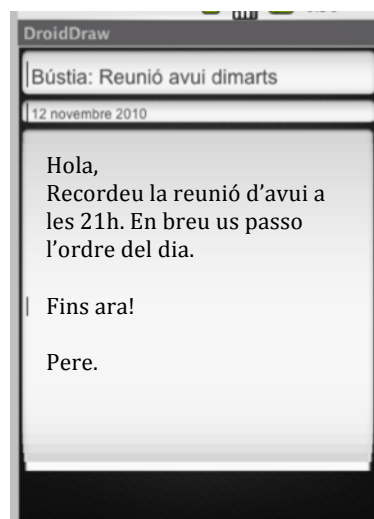 DroidDraw
Bústia: Reunió avui dimarts
12 novembre 2010
Hola,
Recordeu la reunió d’avui a
les 21h. En breu us passo
l’ordre del dia.
Fins ara!
Pere.